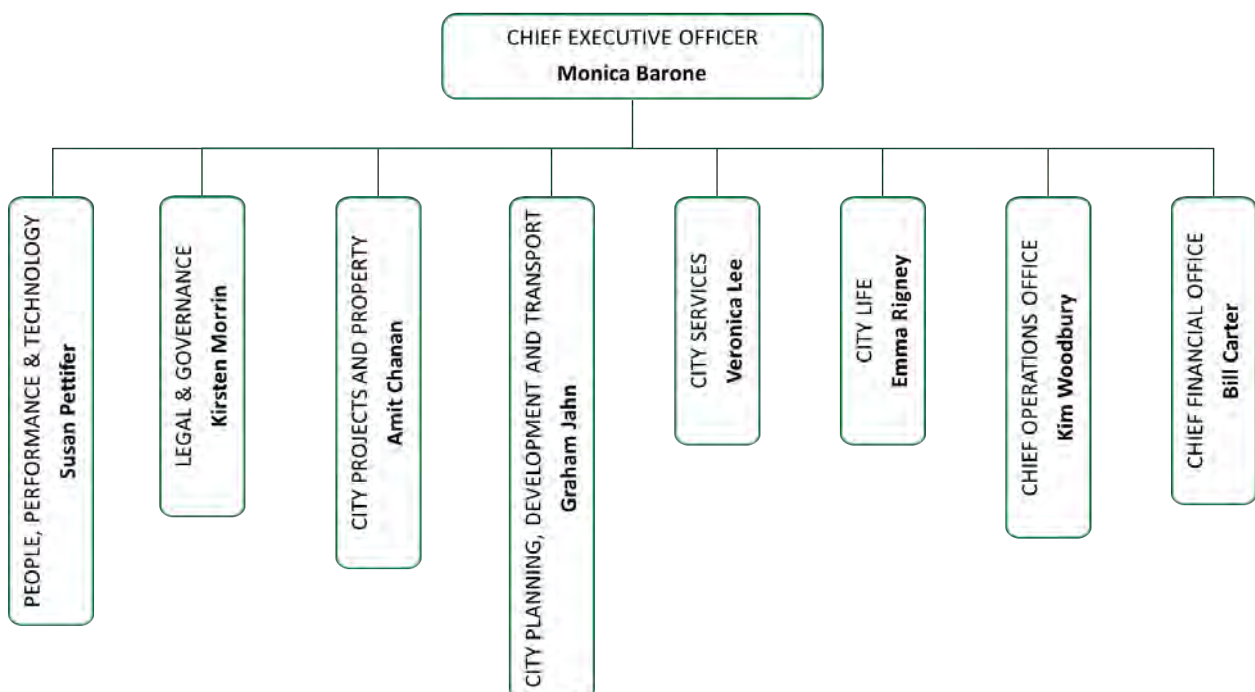 CHIEF EXECUTIVE OFFICER
Monica Barone
PEOPLE, PERFORMANCE & TECHNOLOGY
Susan Pettifer
LEGAL & GOVERNANCE
Kirsten Morrin
CITY PROJECTS AND PROPERTY
Amit Chanan
CITY PLANNING, DEVELOPMENT AND TRANSPORT
Graham Jahn
CITY SERVICES
Veronica Lee
CITY LIFE
Emma Rigney
CHIEF OPERATIONS OFFICE
Kim Woodbury
CHIEF FINANCIAL OFFICE
Bill Carter